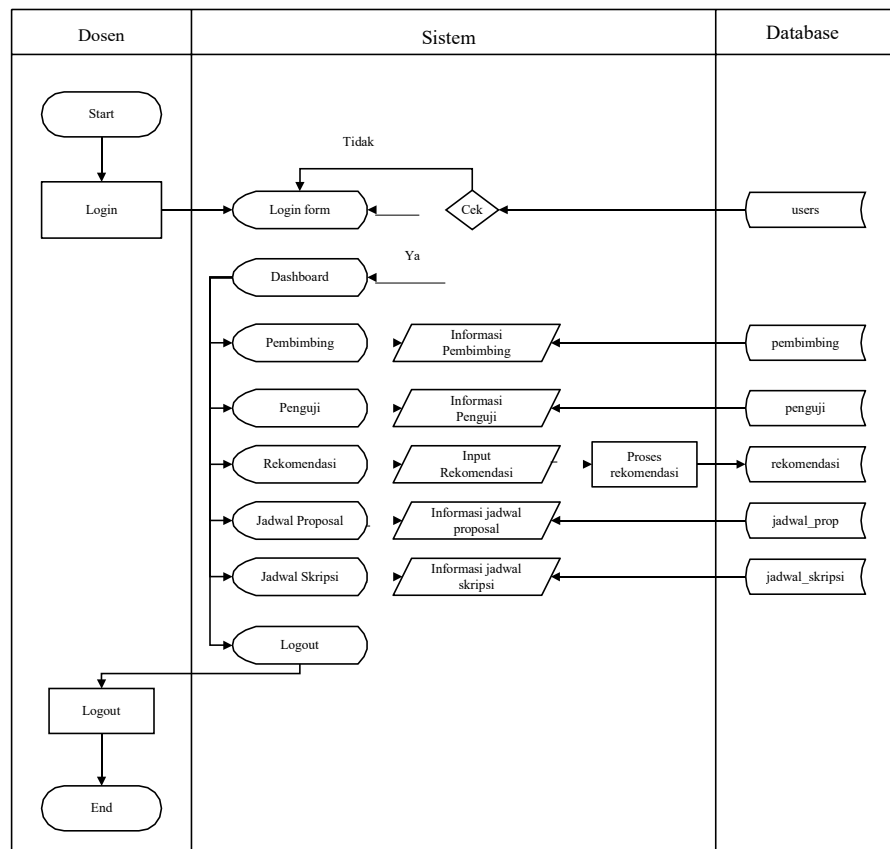 Dosen
Sistem
Database
Start
Tidak
Login
Login form
Cek
users
Ya
Dashboard
Pembimbing
Informasi
Pembimbing
pembimbing
Penguji
Informasi
Penguji
penguji
Rekomendasi
Input
Rekomendasi
Proses
rekomendasi
rekomendasi
Jadwal Proposal
Informasi jadwal
proposal
jadwal_prop
Jadwal Skripsi
Informasi jadwal
skripsi
jadwal_skripsi
Logout
Logout
End